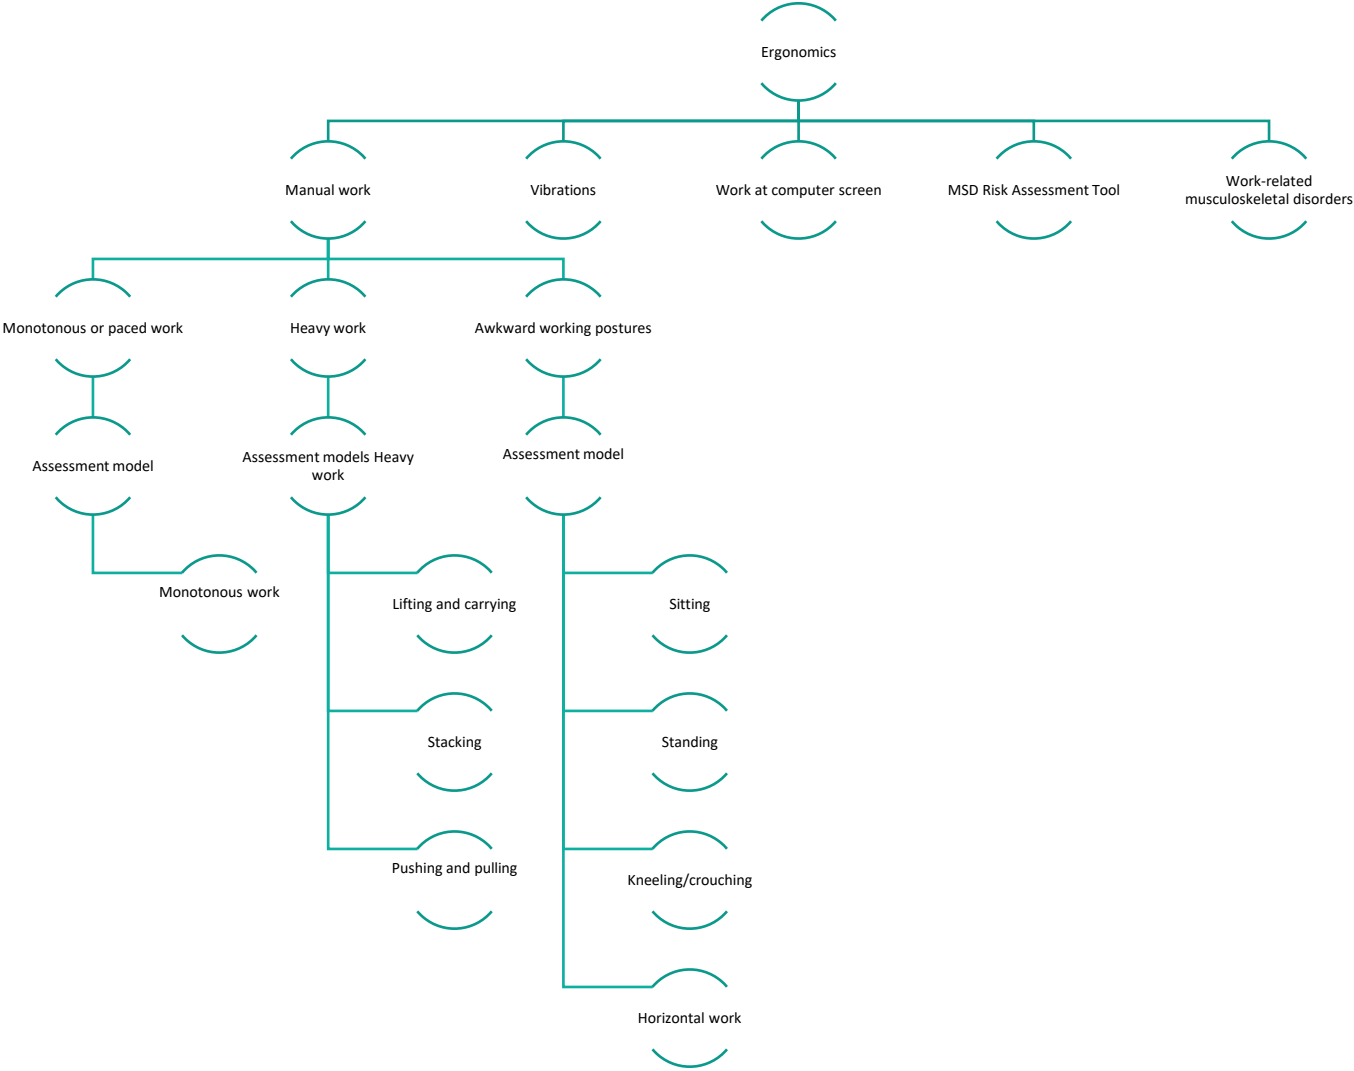 Ergonomics
Manual work
Vibrations
Work at computer screen
MSD Risk Assessment Tool
Work-related
musculoskeletal disorders
Monotonous or paced work
Heavy work
Awkward working postures
Assessment model
Assessment models Heavy
work
Assessment model
Monotonous work
Lifting and carrying
Sitting
Stacking
Standing
Pushing and pulling
Kneeling/crouching
Horizontal work